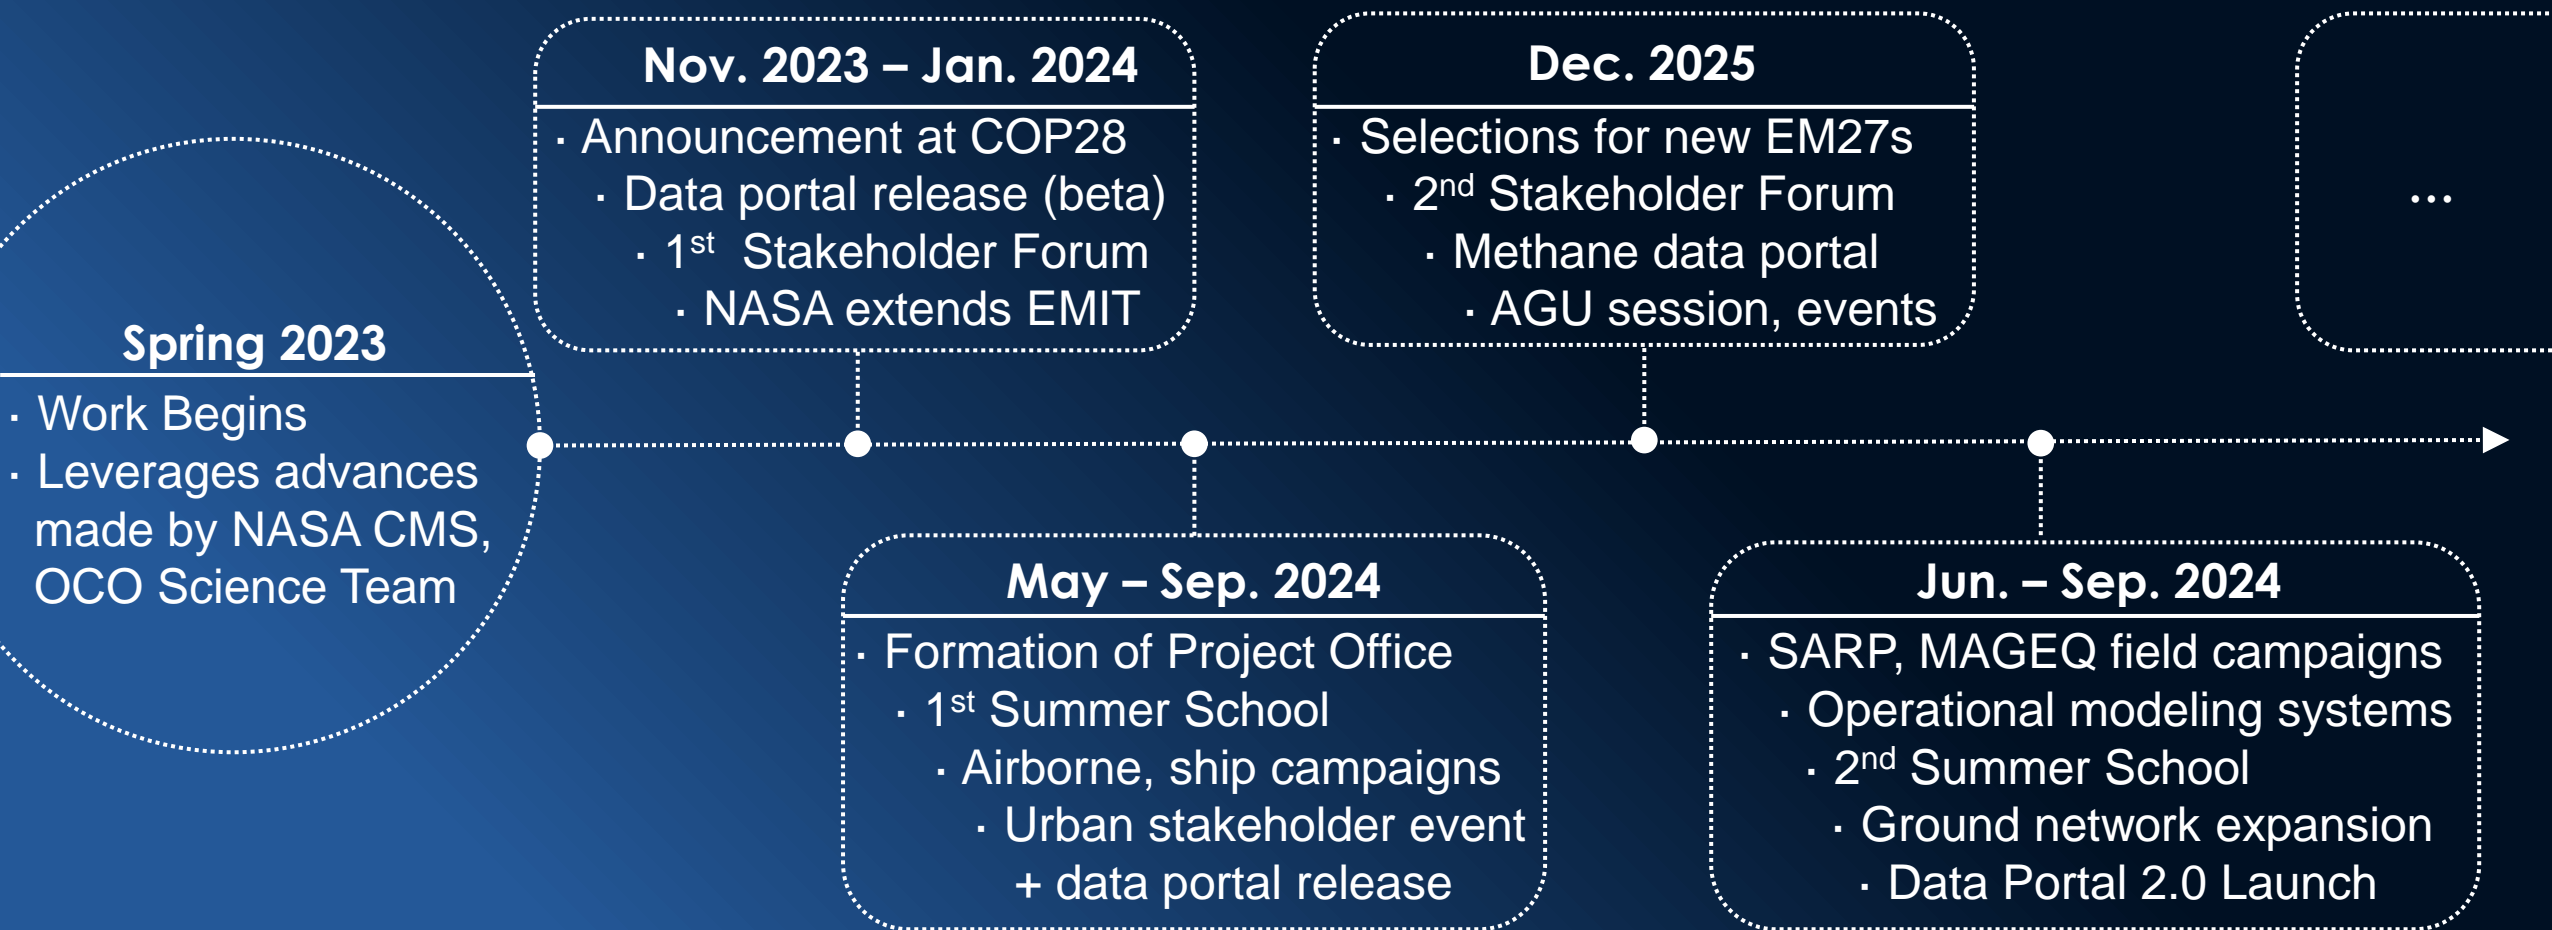 Spring 2023
· Work Begins
· Leverages advances
made by NASA CMS,
OCO Science Team
Nov. 2023 – Jan. 2024
· Announcement at COP28
· Data portal release (beta)
· 1st Stakeholder Forum
· NASA extends EMIT
May – Sep. 2024
· Formation of Project Office
· 1st Summer School
· Airborne, ship campaigns
· Urban stakeholder event
+ data portal release
Dec. 2025
· Selections for new EM27s
· 2nd Stakeholder Forum
· Methane data portal
· AGU session, events
Jun. – Sep. 2024
· SARP, MAGEQ field campaigns
· Operational modeling systems
· 2nd Summer School
· Ground network expansion
· Data Portal 2.0 Launch
...